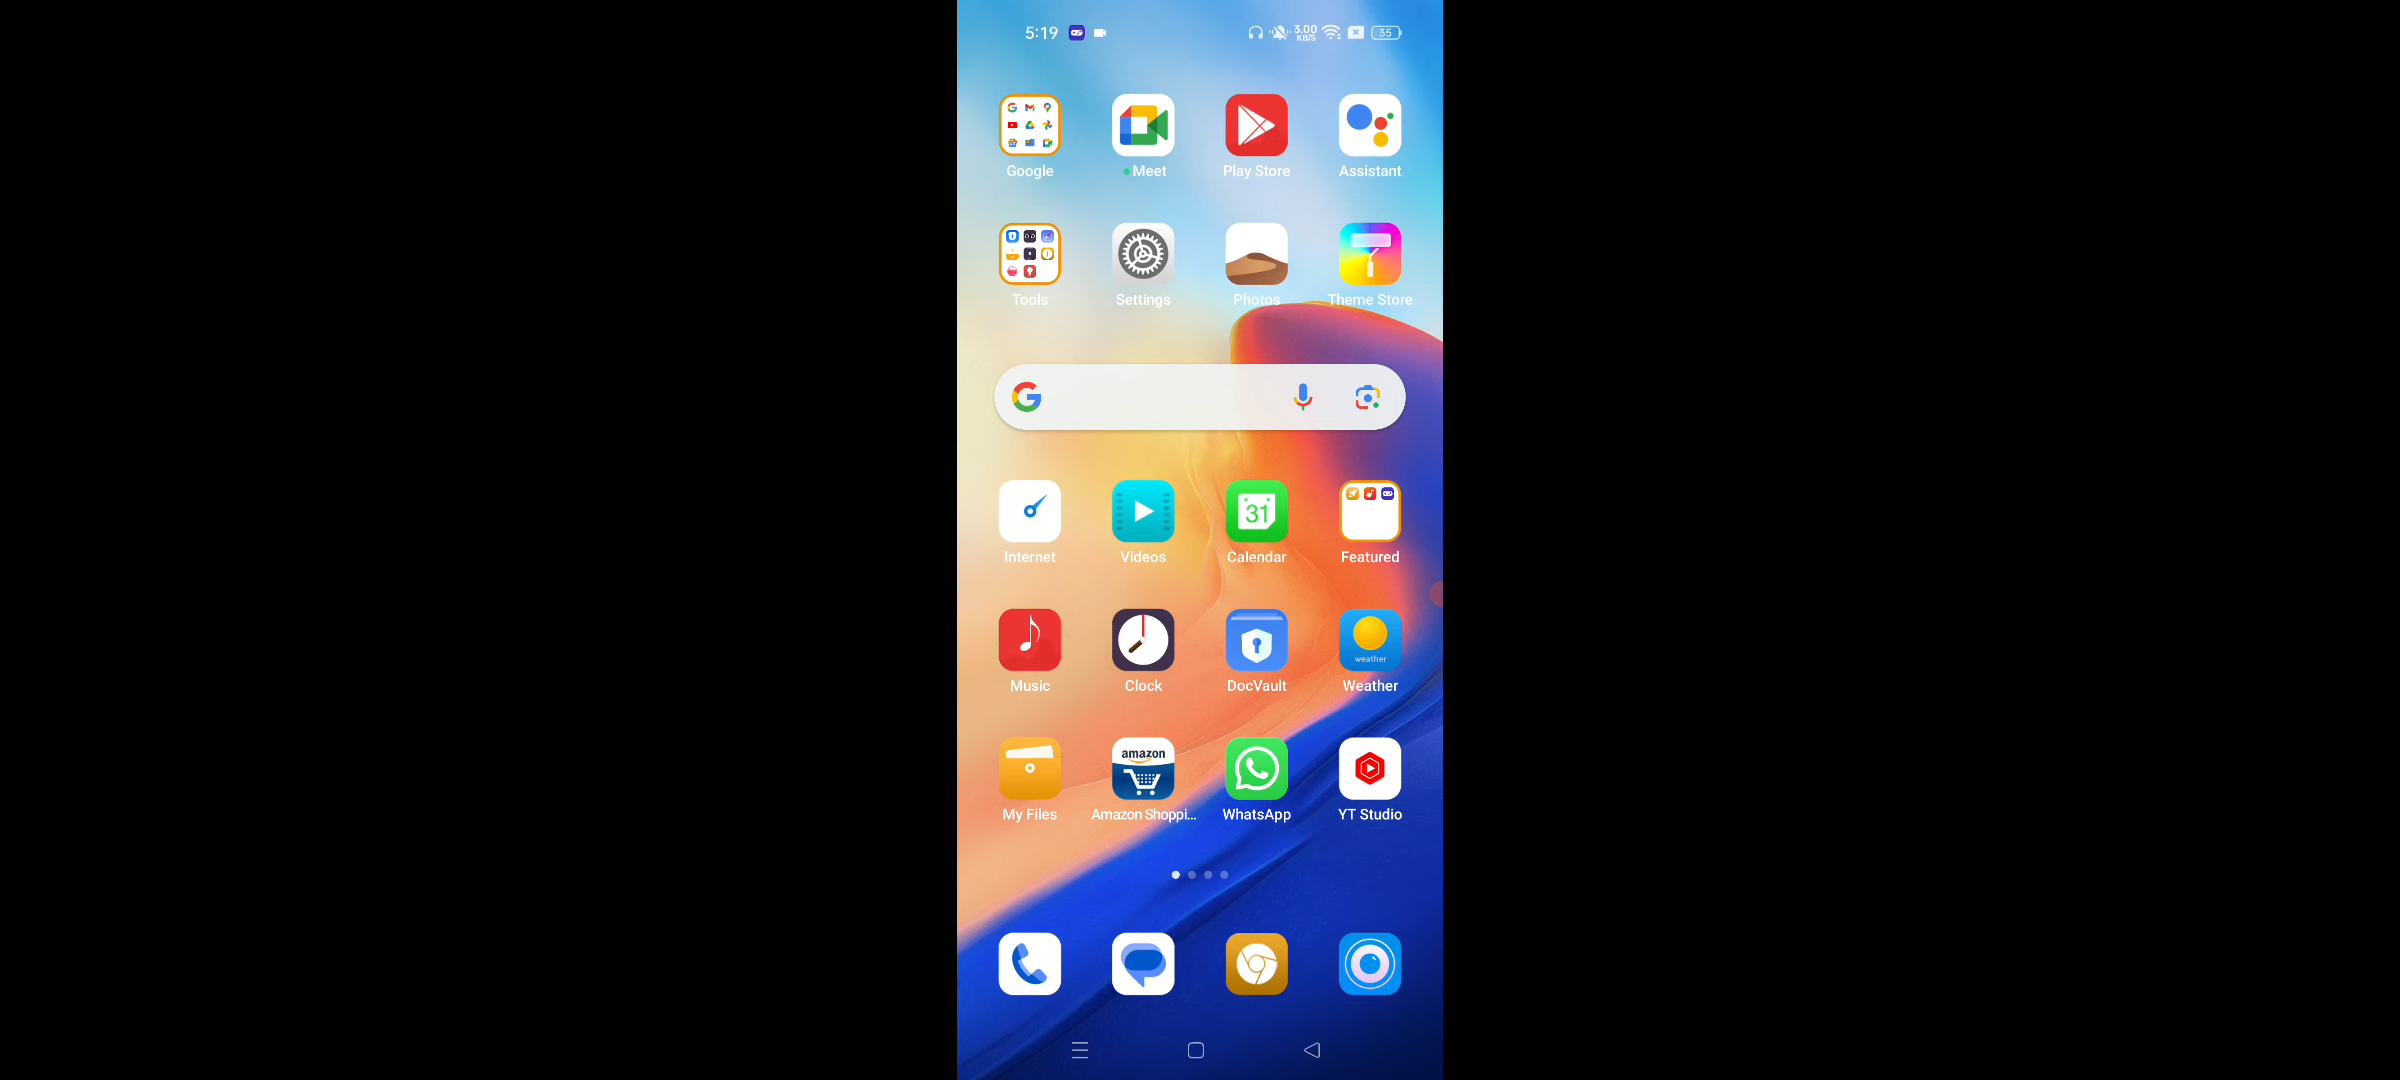 5:19 3.00 KB/S 35
Google Meet Play Store Assistant
Tools Settings Photos Theme Store
31
Internet Videos Calendar Featured
weather
Music Clock DocVault Weather
amazon
My Files Amazon Shoppi... WhatsApp YT Studio